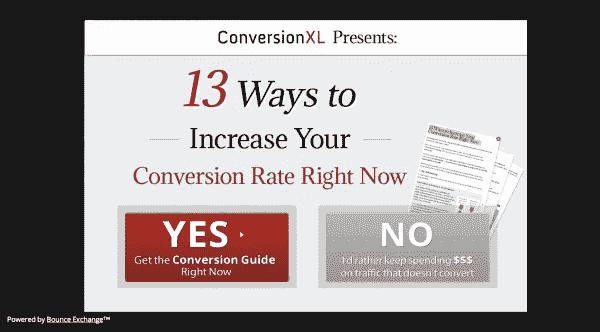 ConversionXL Presents:
13 Ways to
Increase Your
Conversion Rate Right Now
YES
Get the Conversion Guide
Right Now
NO
I'd rather keep spending $$$
on traffic that doesn't convert
Powered by Bounce Exchange™